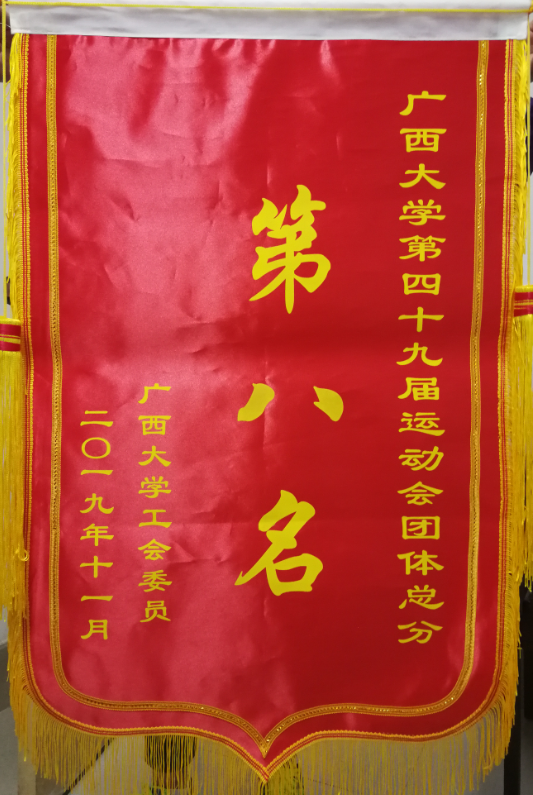 广西大学第四十九届运动会团体总分
第八名
广西大学工会委员
二〇一九年十一月